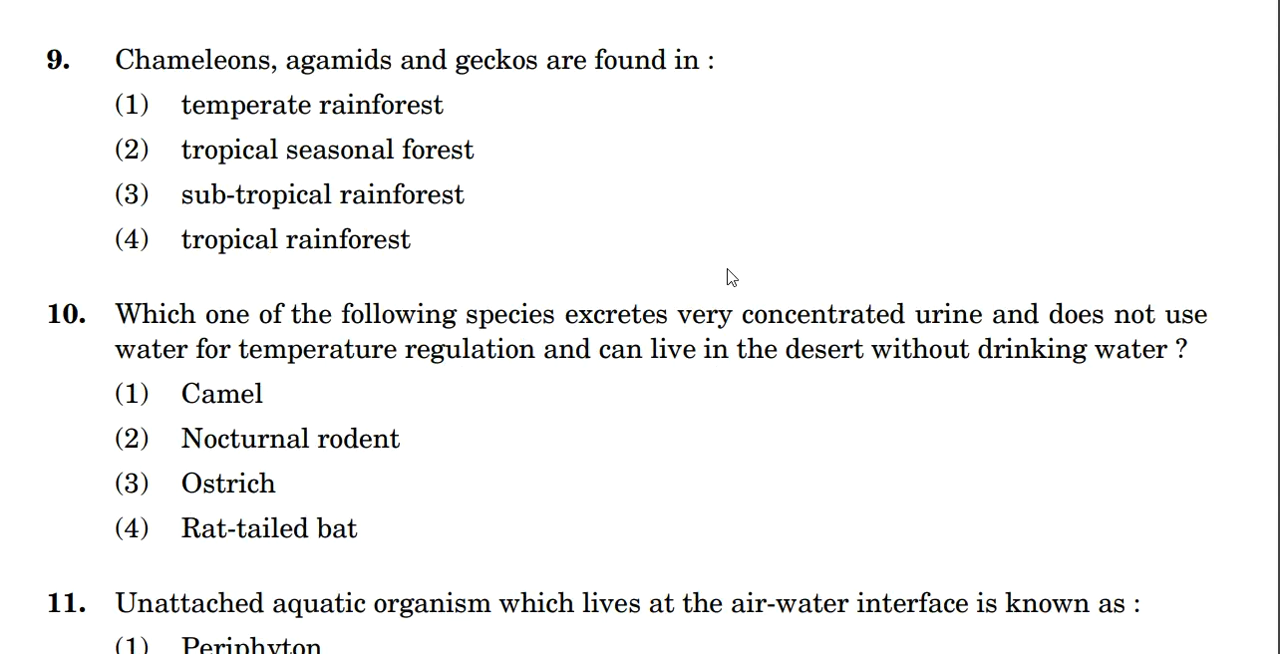 9. Chameleons, agamids and geckos are found in :
(1) temperate rainforest
(2) tropical seasonal forest
(3) sub-tropical rainforest
(4) tropical rainforest
10. Which one of the following species excretes very concentrated urine and does not use
water for temperature regulation and can live in the desert without drinking water ?
(1) Camel
(2) Nocturnal rodent
(3) Ostrich
(4) Rat-tailed bat
11. Unattached aquatic organism which lives at the air-water interface is known as :
(1) Periphyton